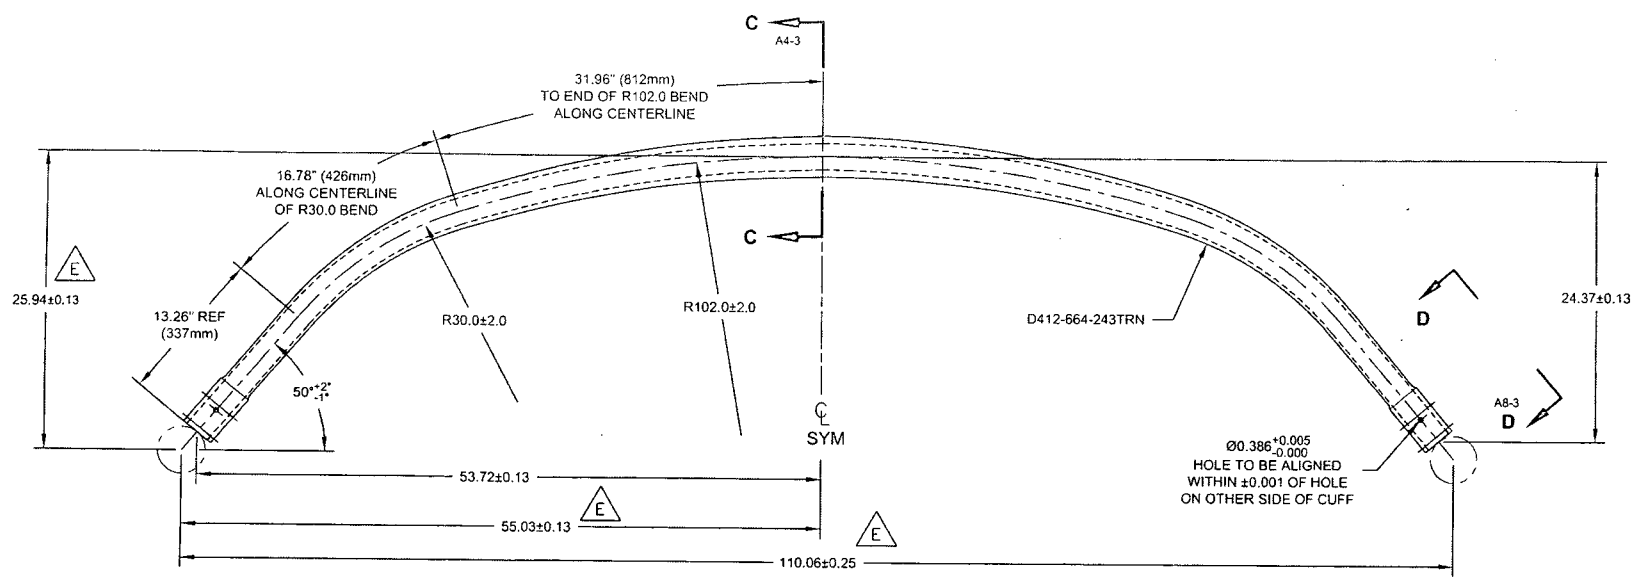 C
A4-3
31.96" (812mm)
TO END OF R102.0 BEND
ALONG CENTERLINE
16.78" (426mm)
ALONG CENTERLINE
OF R30.0 BEND
C
E
25.94±0.13
13.26" REF
(337mm)
R30.0±2.0
R102.0±2.0
D412-664-243TRN
D
24.37±0.13
50°+2°
-1°
℄
SYM
A8-3
D
Ø0.386+0.005
-0.000
HOLE TO BE ALIGNED
WITHIN ±0.001 OF HOLE
ON OTHER SIDE OF CUFF
53.72±0.13
E
55.03±0.13
E
110.06±0.25